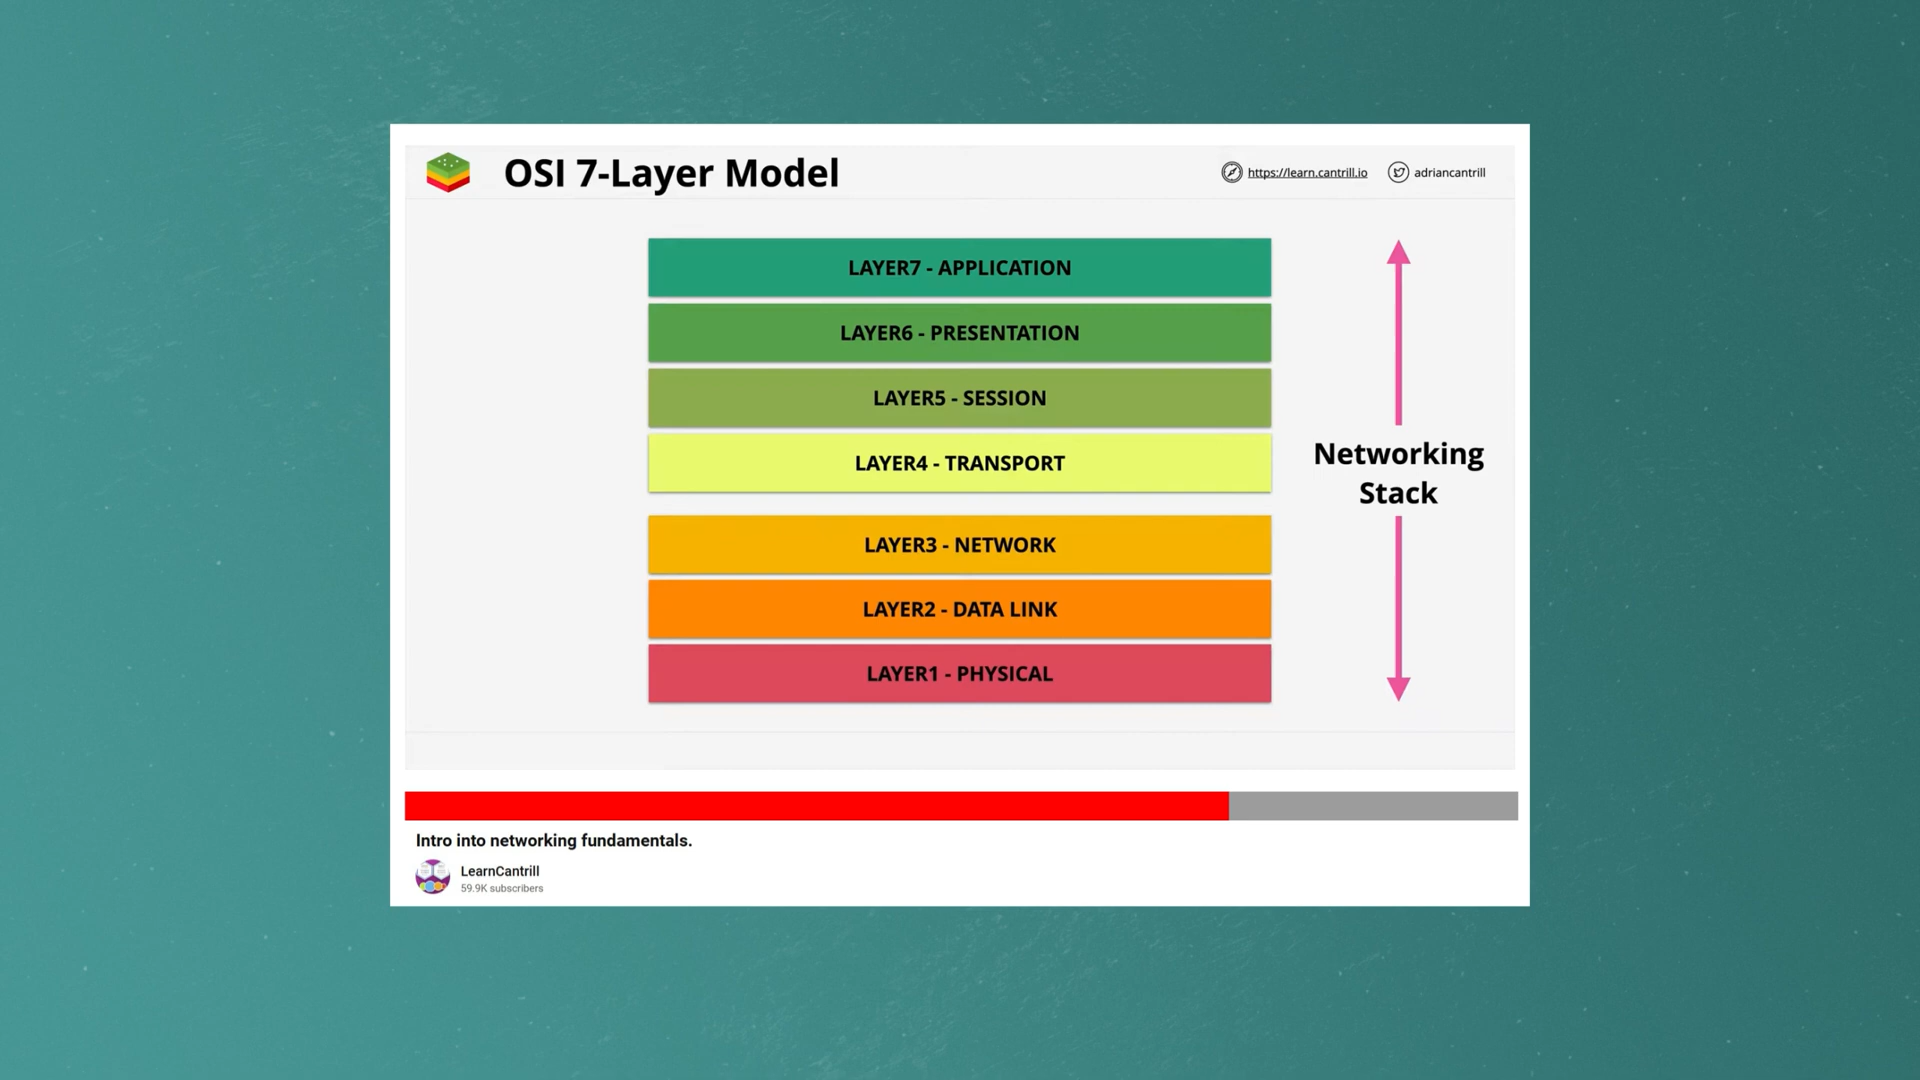 OSI 7-Layer Model
https://learn.cantrill.io
adriancantrill
LAYER7 - APPLICATION
LAYER6 - PRESENTATION
LAYER5 - SESSION
LAYER4 - TRANSPORT
LAYER3 - NETWORK
LAYER2 - DATA LINK
LAYER1 - PHYSICAL
Networking
Stack
Intro into networking fundamentals.
LearnCantrill
59.9K subscribers